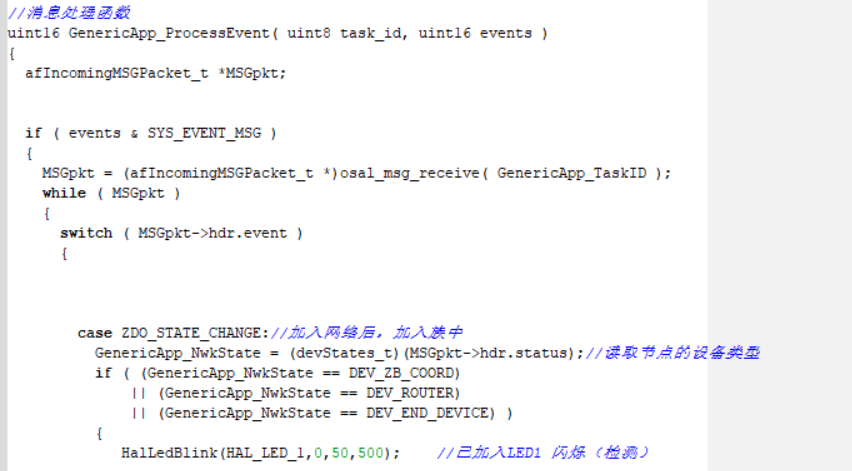 //消息处理函数
uint16 GenericApp_ProcessEvent( uint8 task_id, uint16 events )
{
afIncomingMSGPacket_t *MSGpkt;
if ( events & SYS_EVENT_MSG )
{
MSGpkt = (afIncomingMSGPacket_t *)osal_msg_receive( GenericApp_TaskID );
while ( MSGpkt )
{
switch ( MSGpkt->hdr.event )
{
case ZDO_STATE_CHANGE://加入网络后，加入族中
GenericApp_NwkState = (devStates_t)(MSGpkt->hdr.status);//读取节点的设备类型
if ( (GenericApp_NwkState == DEV_ZB_COORD)
|| (GenericApp_NwkState == DEV_ROUTER)
|| (GenericApp_NwkState == DEV_END_DEVICE) )
{
HalLedBlink(HAL_LED_1,0,50,500); //已加入LED1 闪烁（检测）